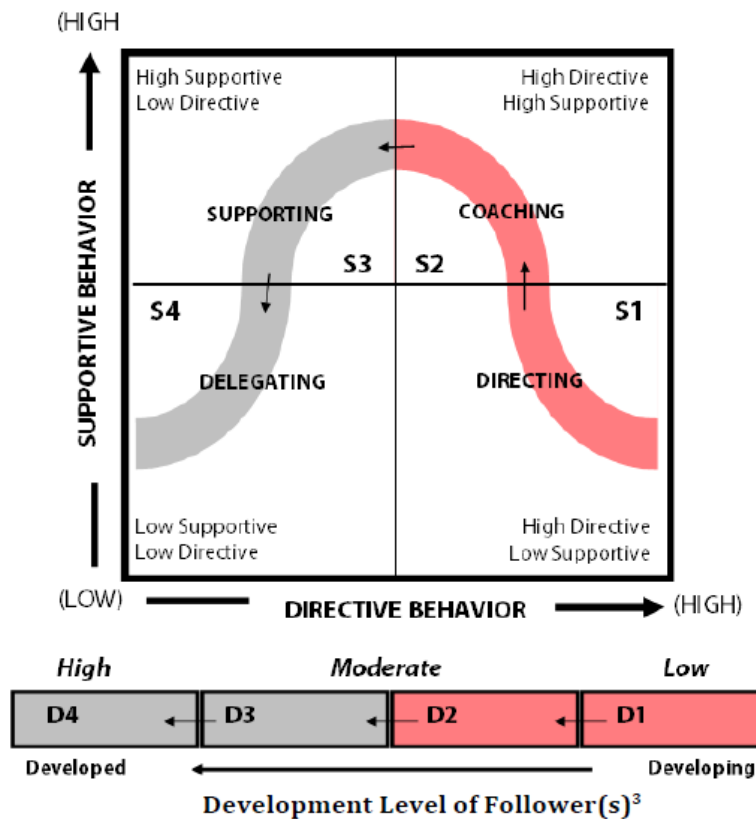 (HIGH
High Supportive
Low Directive
High Directive
High Supportive
SUPPORTIVE BEHAVIOR
SUPPORTING
COACHING
S3
S2
S4
S1
DELEGATING
DIRECTING
Low Supportive
Low Directive
High Directive
Low Supportive
(LOW)
DIRECTIVE BEHAVIOR
(HIGH)
High
Moderate
Low
D4
D3
D2
D1
Developed
Developing
Development Level of Follower(s)³